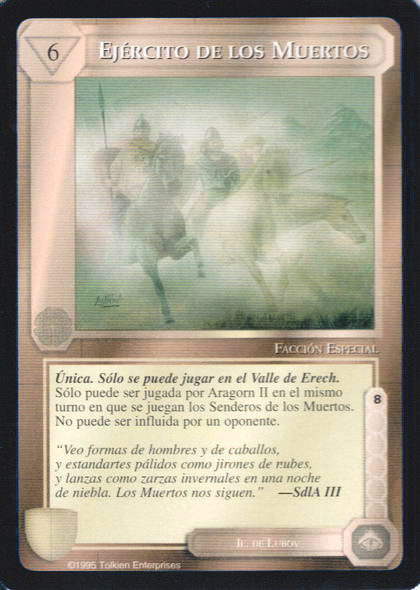 6
EJÉRCITO DE LOS MUERTOS
FACCIÓN ESPECIAL
Única. Sólo se puede jugar en el Valle de Erech.
Sólo puede ser jugada por Aragorn II en el mismo
turno en que se juegan los Senderos de los Muertos.
No puede ser influida por un oponente.
8
“Veo formas de hombres y de caballos,
y estandartes pálidos como jirones de nubes,
y lanzas como zarzas invernales en una noche
de niebla. Los Muertos nos siguen.” —SdlA III
IL. DE LUBOV
©1995 Tolkien Enterprises